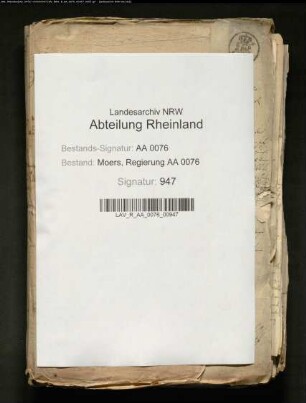 Landesarchiv NRW
Abteilung Rheinland
Bestands-Signatur: AA 0076
Bestand: Moers, Regierung AA 0076
Signatur: 947
LAV_R_AA_0076_00947